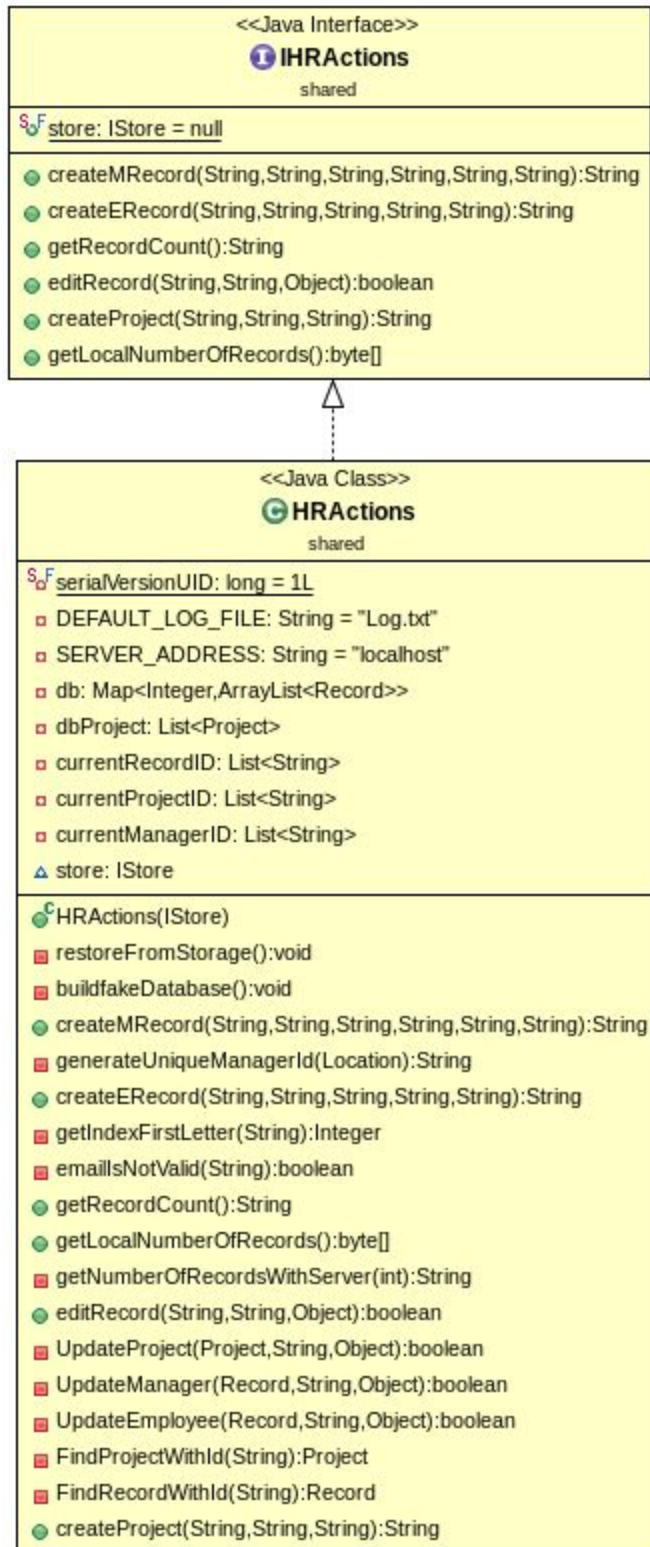 <<Java Interface>>
I IHRActions
shared
S F store: IStore = null
createMRecord(String,String,String,String,String,String):String
createERecord(String,String,String,String,String):String
getRecordCount():String
editRecord(String,String,Object):boolean
createProject(String,String,String):String
getLocalNumberOfRecords():byte[]
<<Java Class>>
C HRActions
shared
S F serialVersionUID: long = 1L
DEFAULT_LOG_FILE: String = "Log.txt"
SERVER_ADDRESS: String = "localhost"
db: Map<Integer,ArrayList<Record>>
dbProject: List<Project>
currentRecordID: List<String>
currentProjectID: List<String>
currentManagerID: List<String>
store: IStore
C HRActions(IStore)
restoreFromStorage():void
buildfakeDatabase():void
createMRecord(String,String,String,String,String,String):String
generateUniqueManagerId(Location):String
createERecord(String,String,String,String,String):String
getIndexFirstLetter(String):Integer
emailIsNotValid(String):boolean
getRecordCount():String
getLocalNumberOfRecords():byte[]
getNumberOfRecordsWithServer(int):String
editRecord(String,String,Object):boolean
UpdateProject(Project,String,Object):boolean
UpdateManager(Record,String,Object):boolean
UpdateEmployee(Record,String,Object):boolean
FindProjectWithId(String):Project
FindRecordWithId(String):Record
createProject(String,String,String):String